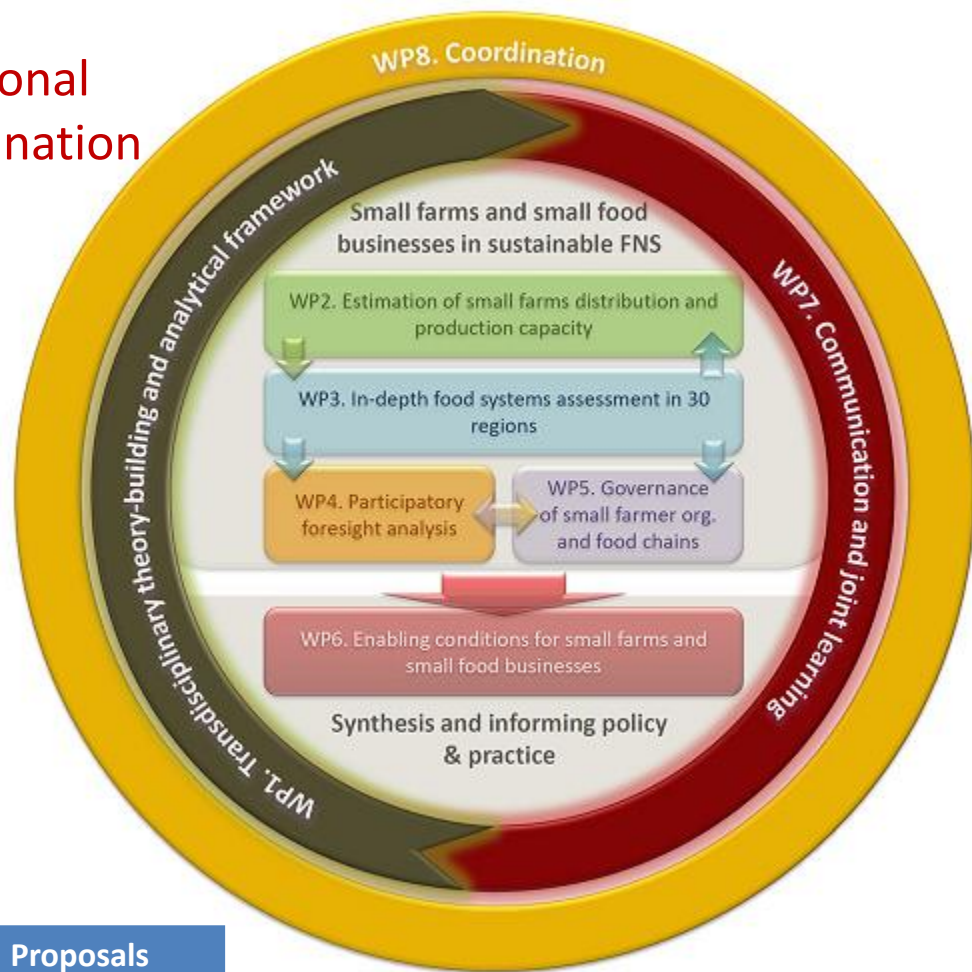 onal
nation
WP8. Coordination
WP1. Transdisciplinary theory-building and analytical framework
WP7. Communication and joint learning
Small farms and small food
businesses in sustainable FNS
WP2. Estimation of small farms distribution and
production capacity
WP3. In-depth food systems assessment in 30
regions
WP4. Participatory
foresight analysis
WP5. Governance
of small farmer org.
and food chains
WP6. Enabling conditions for small farms and
small food businesses
Synthesis and informing policy
& practice
Proposals